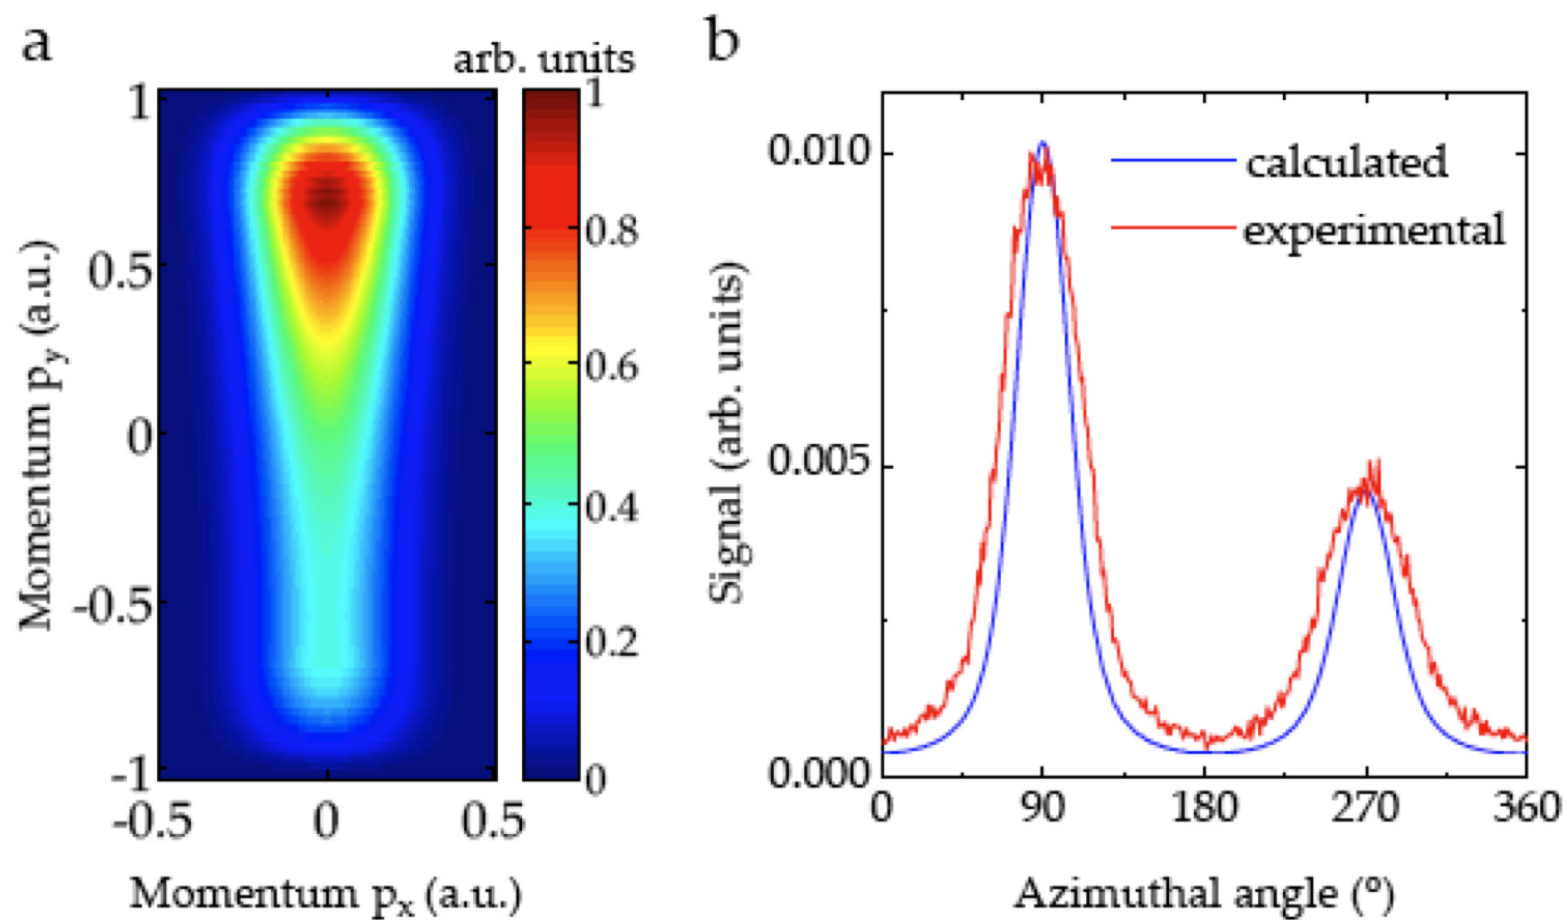 a
arb. units
1
0.5
0
-0.5
-1
Momentum p_y (a.u.)
-0.5 0 0.5
Momentum p_x (a.u.)
1
0.8
0.6
0.4
0.2
0
b
0.010
0.005
0.000
Signal (arb. units)
calculated
experimental
0 90 180 270 360
Azimuthal angle (º)